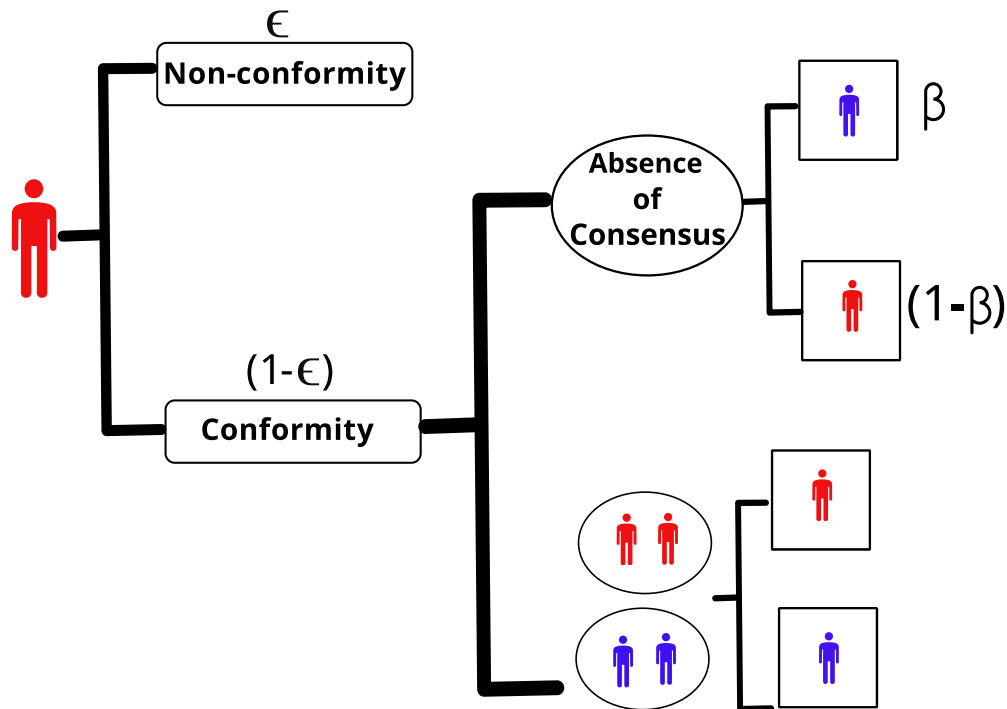 ϵ
Non-conformity
(1-ϵ)
Conformity
Absence
of
Consensus
β
(1-β)